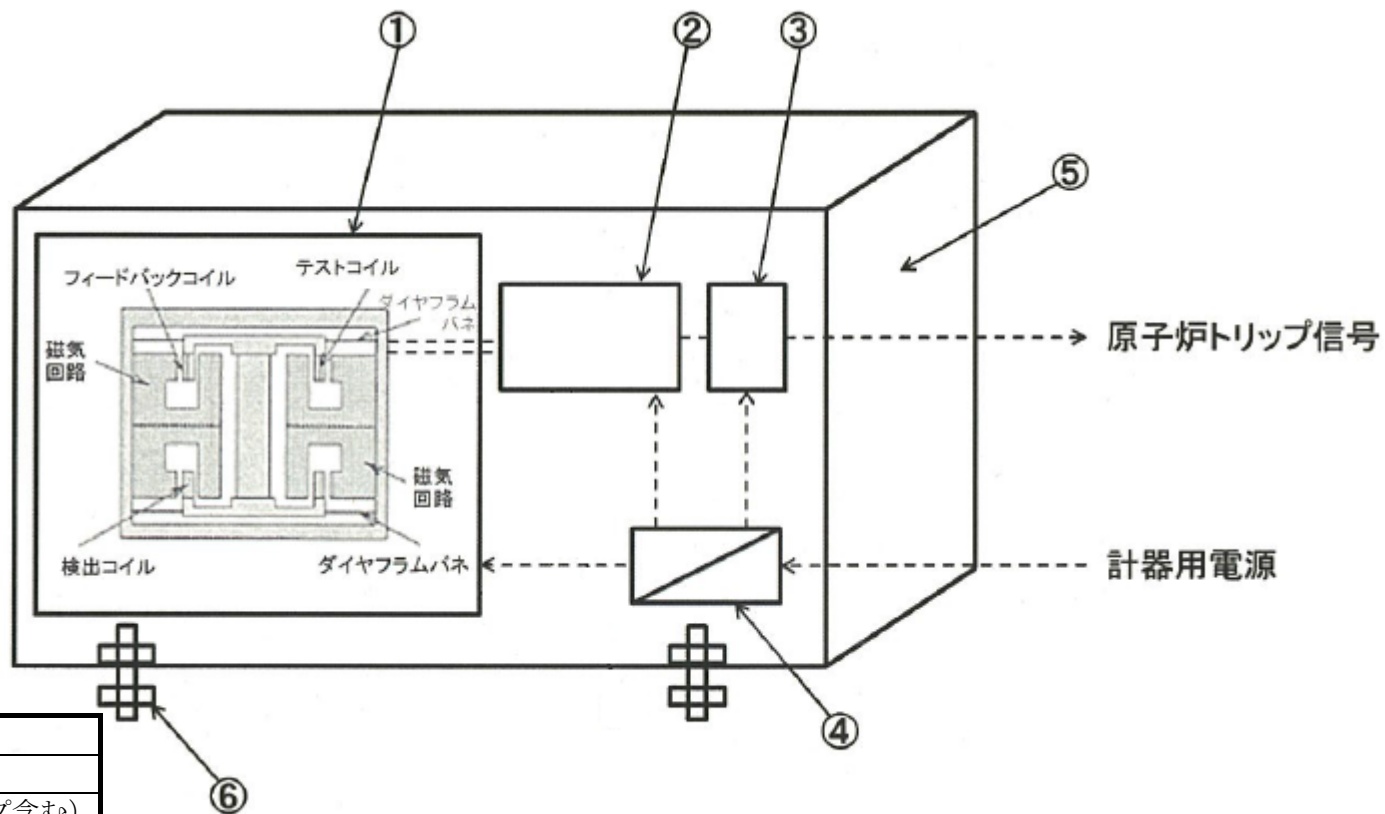 ①
②
③
⑤
フィードバックコイル
テストコイル
ダイヤフラム
バネ
磁気
回路
原子炉トリップ信号
磁気
回路
検出コイル
ダイヤフラムバネ
計器用電源
④
⑥
プ含む)